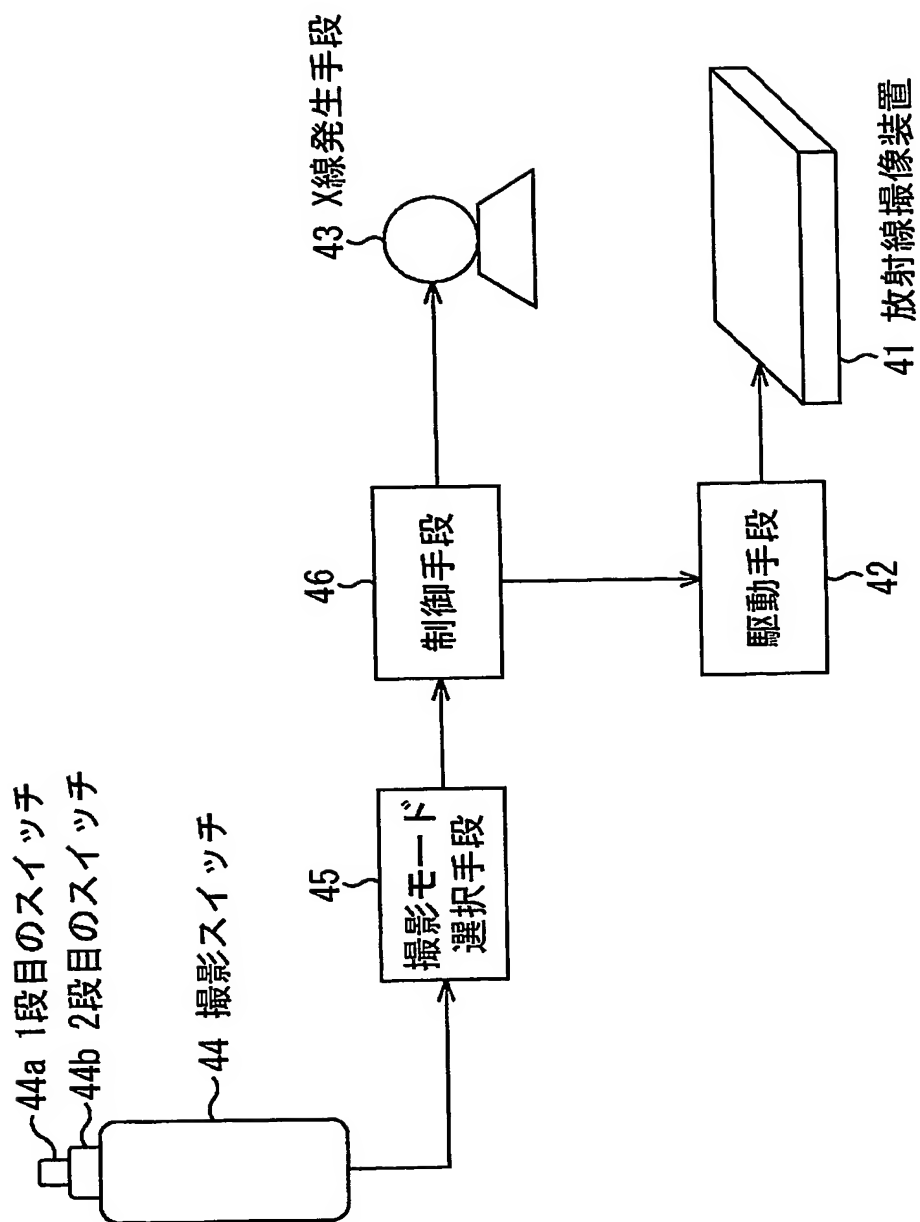 44a 1段目のスイッチ
44b 2段目のスイッチ
44 撮影スイッチ
45
撮影モード
選択手段
46
制御手段
43 X線発生手段
駆動手段
42
41 放射線撮像装置